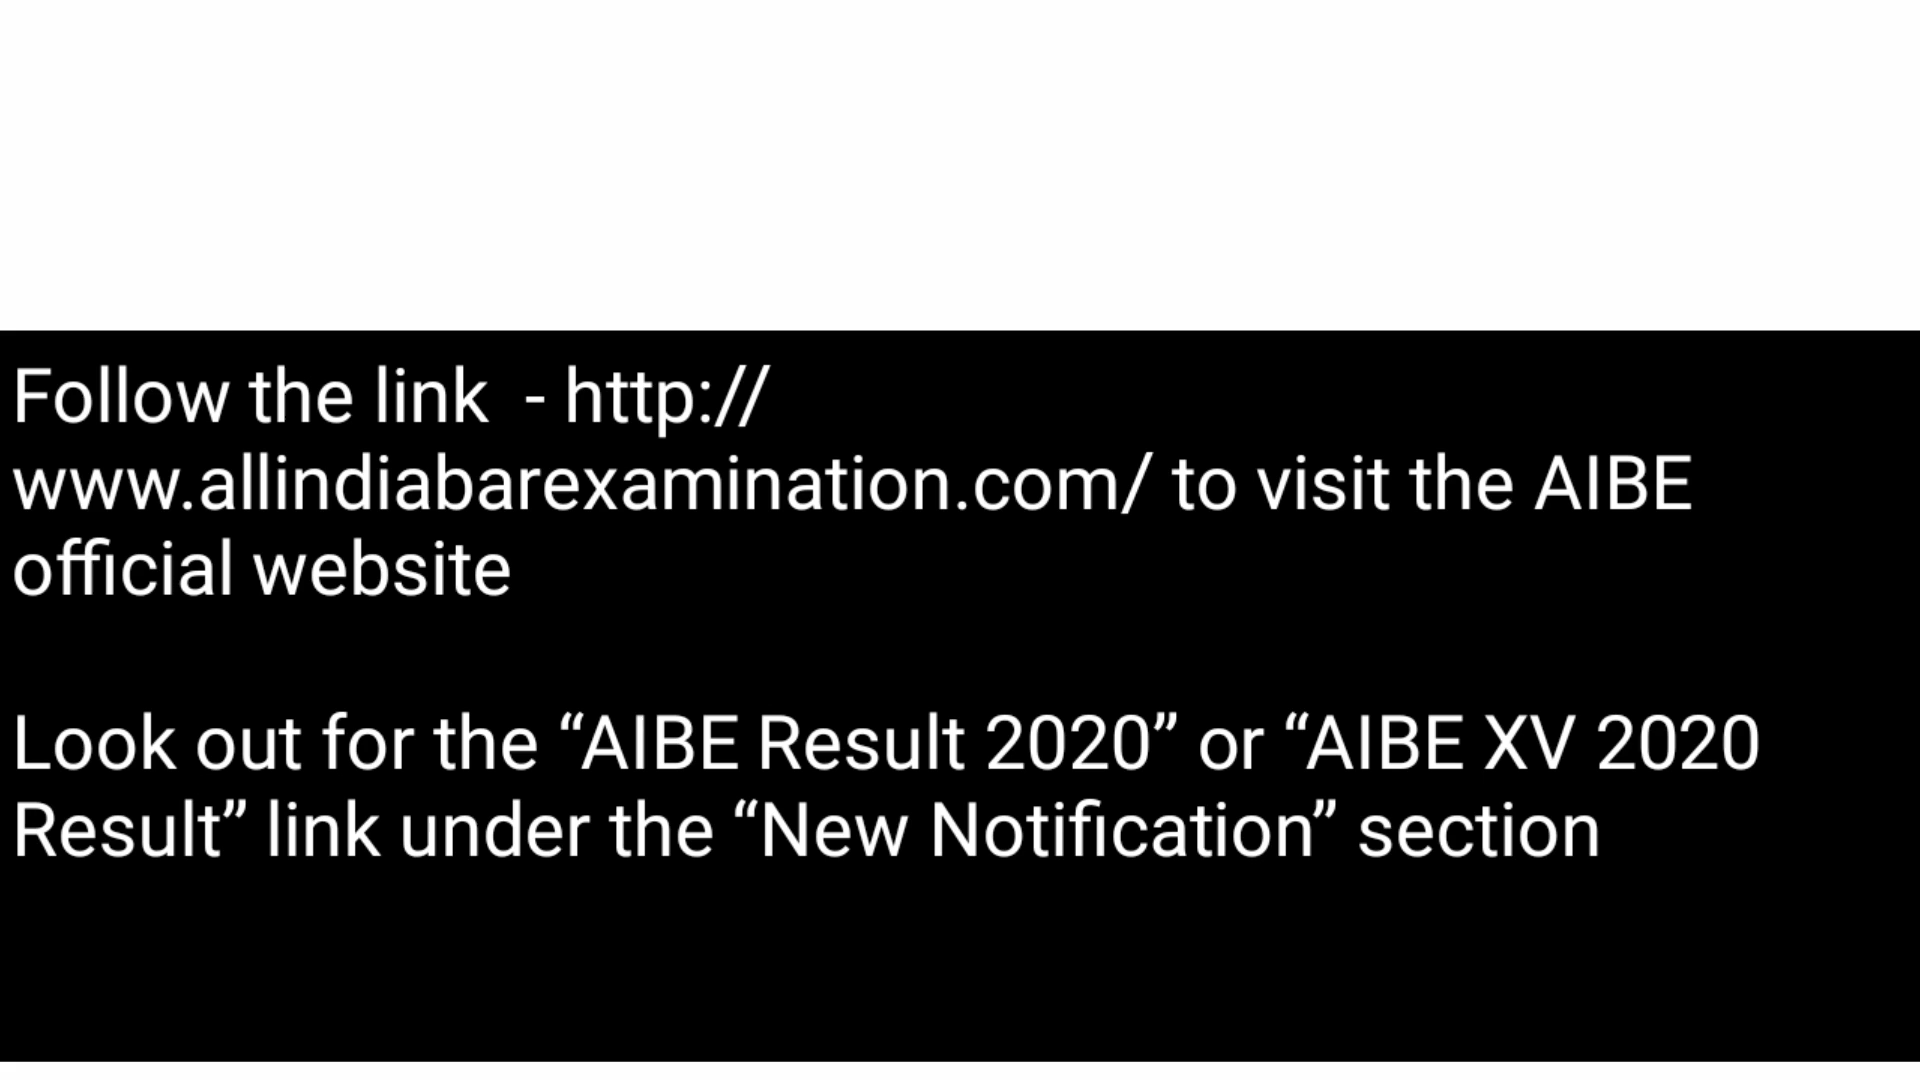 Follow the link  - http://
www.allindiabarexamination.com/ to visit the AIBE
official website
Look out for the “AIBE Result 2020” or “AIBE XV 2020
Result” link under the “New Notification” section